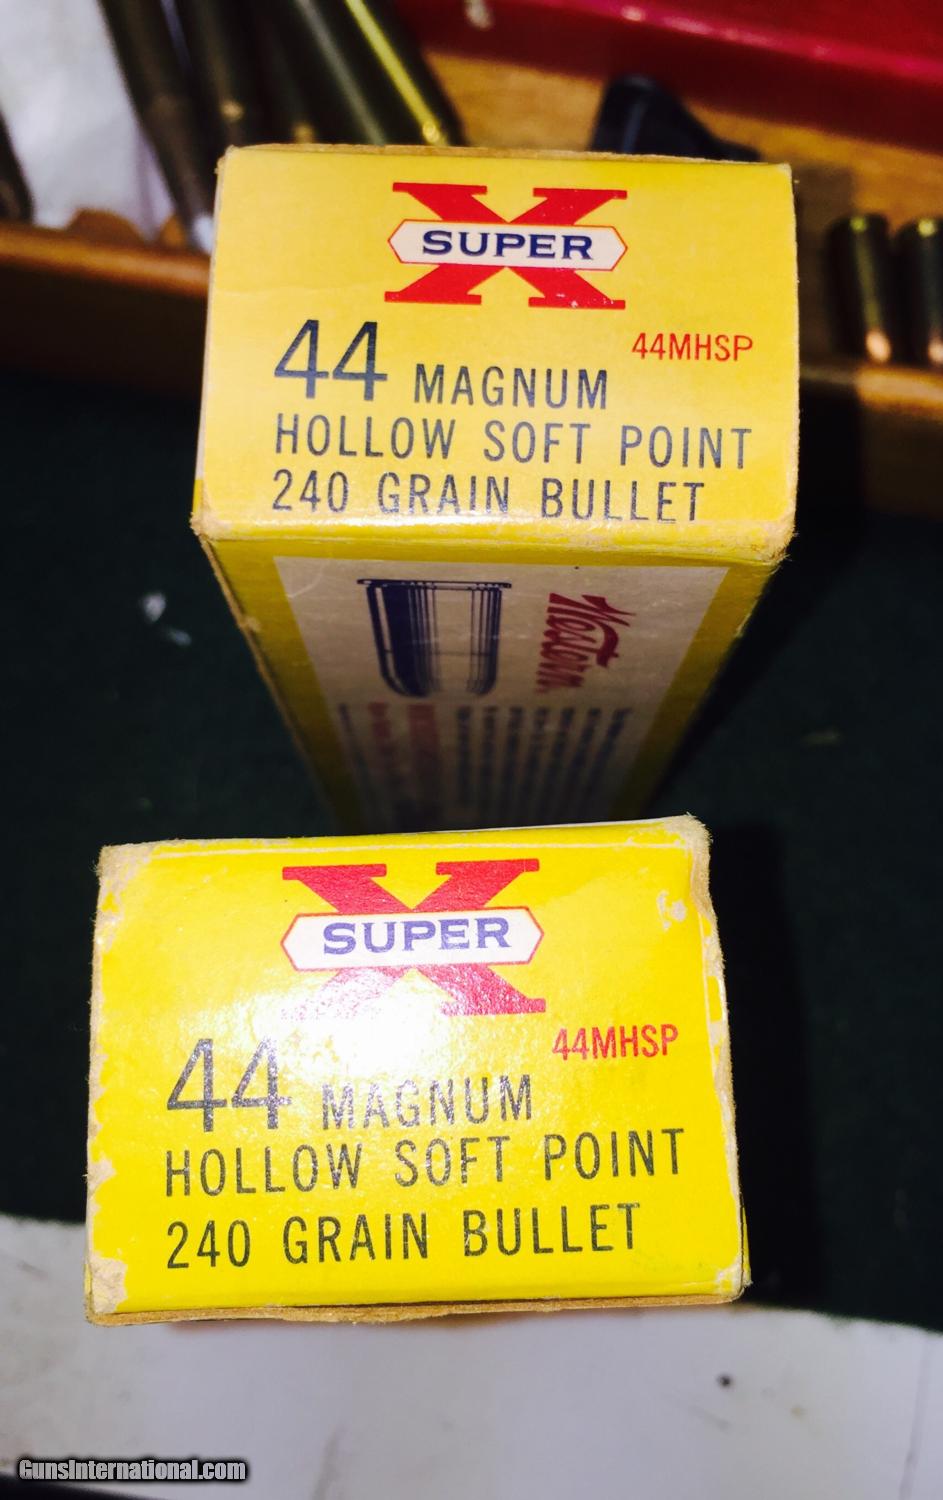 X
SUPER
44MHSP
44 MAGNUM
HOLLOW SOFT POINT
240 GRAIN BULLET
Western
X
SUPER
44MHSP
44 MAGNUM
HOLLOW SOFT POINT
240 GRAIN BULLET
GunsInternational.com